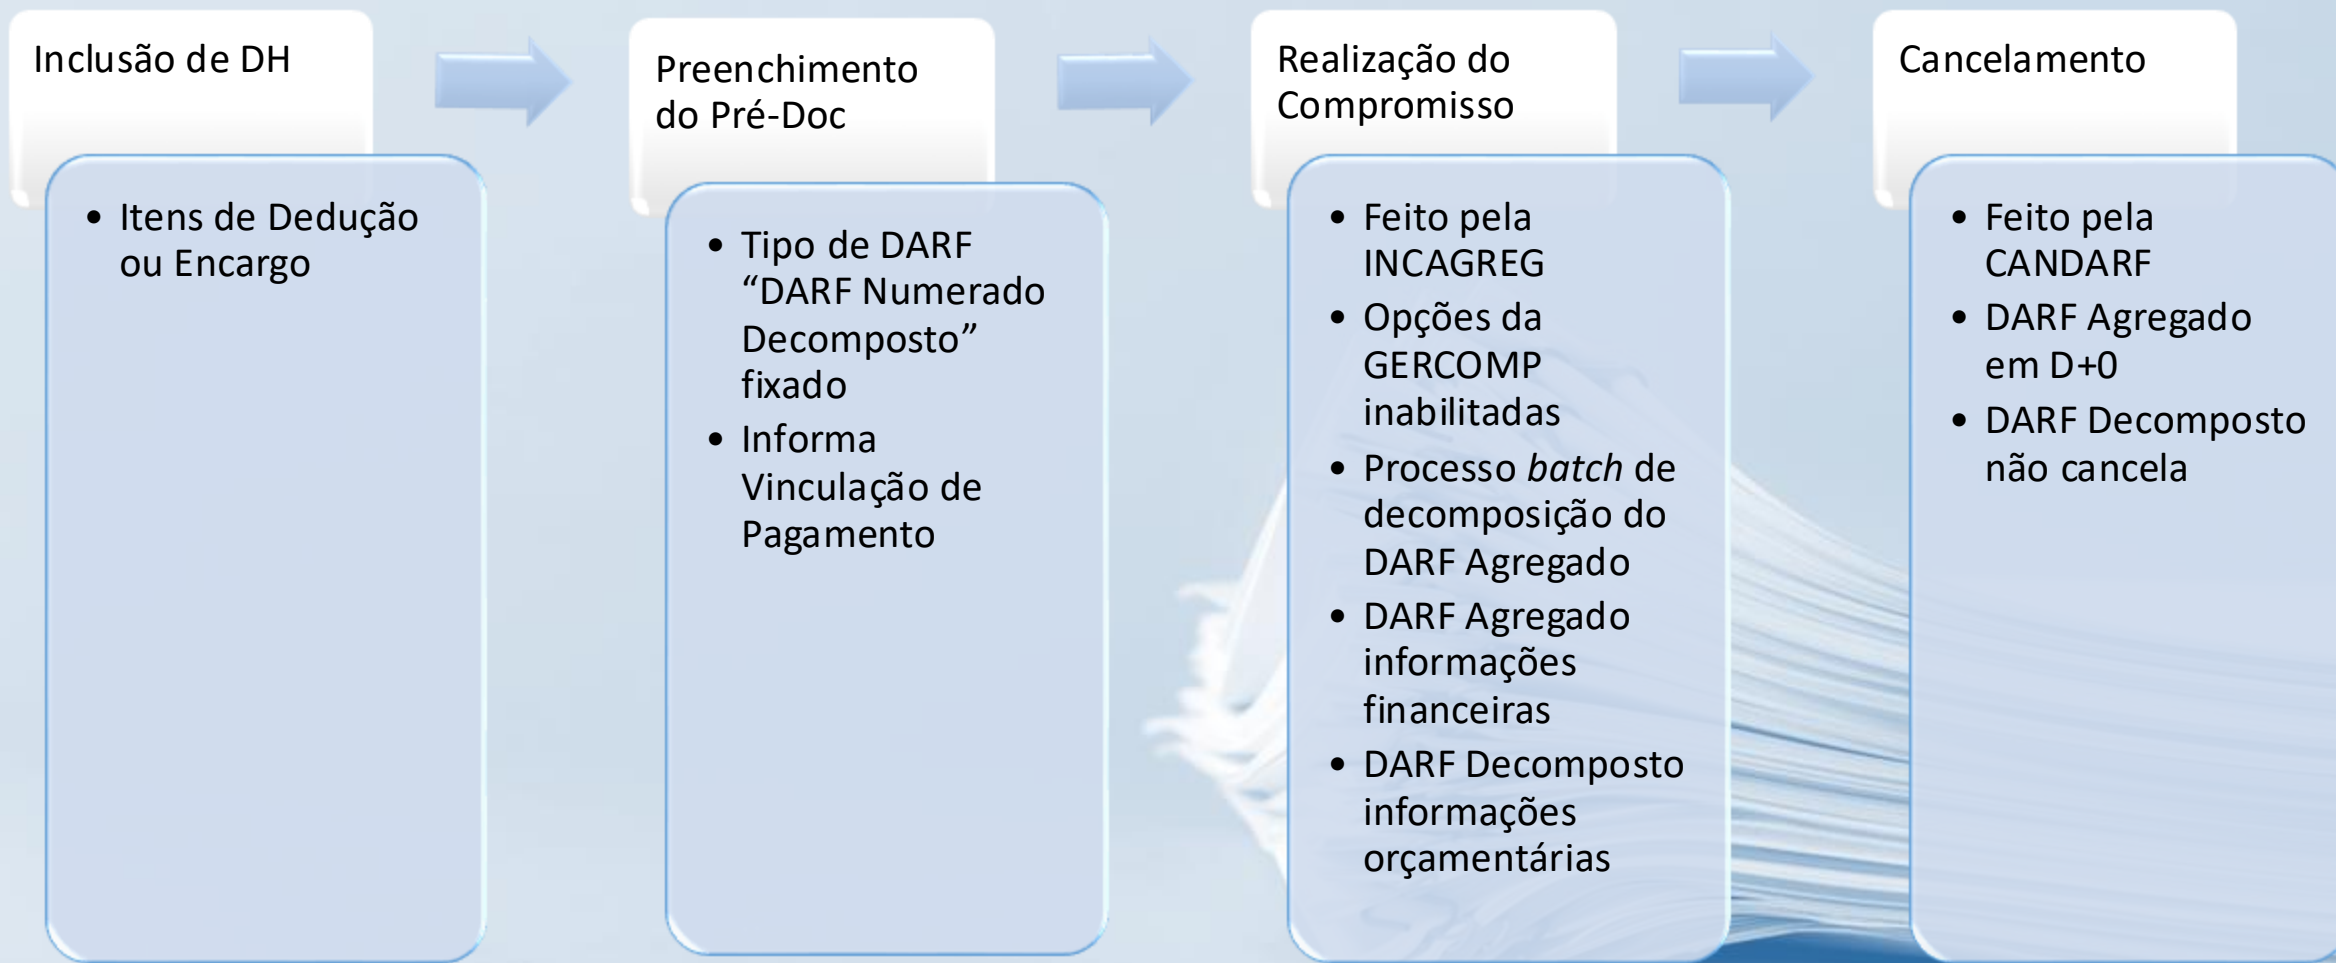 Inclusão de DH
• Itens de Dedução
ou Encargo
Preenchimento
do Pré-Doc
• Tipo de DARF
“DARF Numerado
Decomposto”
fixado
• Informa
Vinculação de
Pagamento
Realização do
Compromisso
• Feito pela
INCAGREG
• Opções da
GERCOMP
inabilitadas
• Processo batch de
decomposição do
DARF Agregado
• DARF Agregado
informações
financeiras
• DARF Decomposto
informações
orçamentárias
Cancelamento
• Feito pela
CANDARF
• DARF Agregado
em D+0
• DARF Decomposto
não cancela